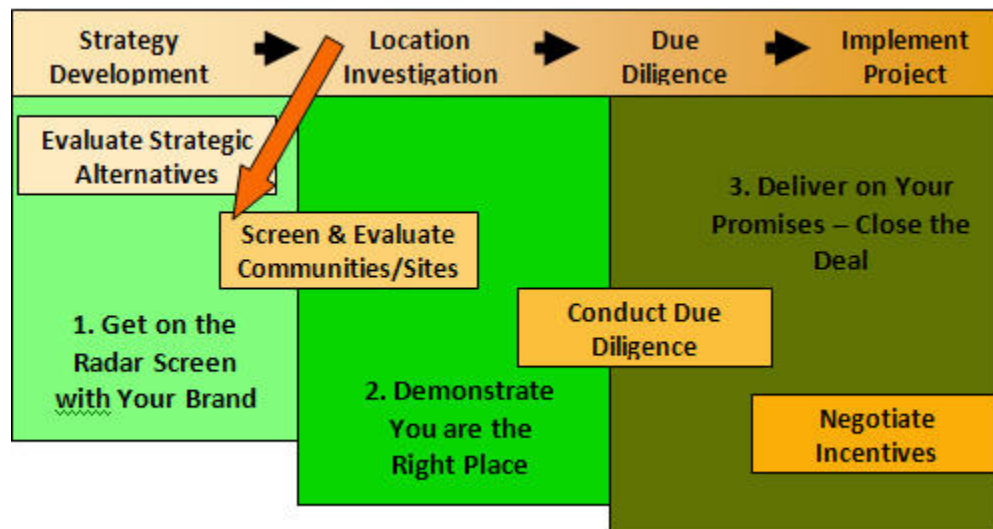 Strategy
Development
Location
Investigation
Due
Diligence
Implement
Project
Evaluate Strategic
Alternatives
Screen & Evaluate
Communities/Sites
1. Get on the
Radar Screen
with Your Brand
2. Demonstrate
You are the
Right Place
3. Deliver on Your
Promises – Close the
Deal
Conduct Due
Diligence
Negotiate
Incentives